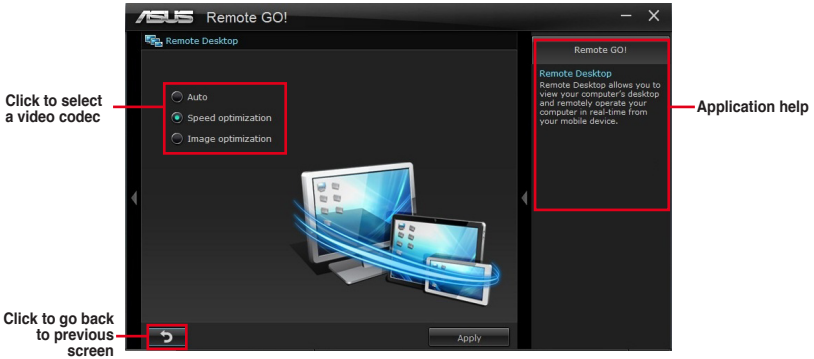 ASUS Remote GO!
Remote Desktop
Remote GO!
Click to select
a video codec
Auto
Speed optimization
Image optimization
Remote Desktop
Remote Desktop allows you to
view your computer's desktop
and remotely operate your
computer in real-time from
your mobile device.
Application help
Click to go back
to previous
screen
Apply